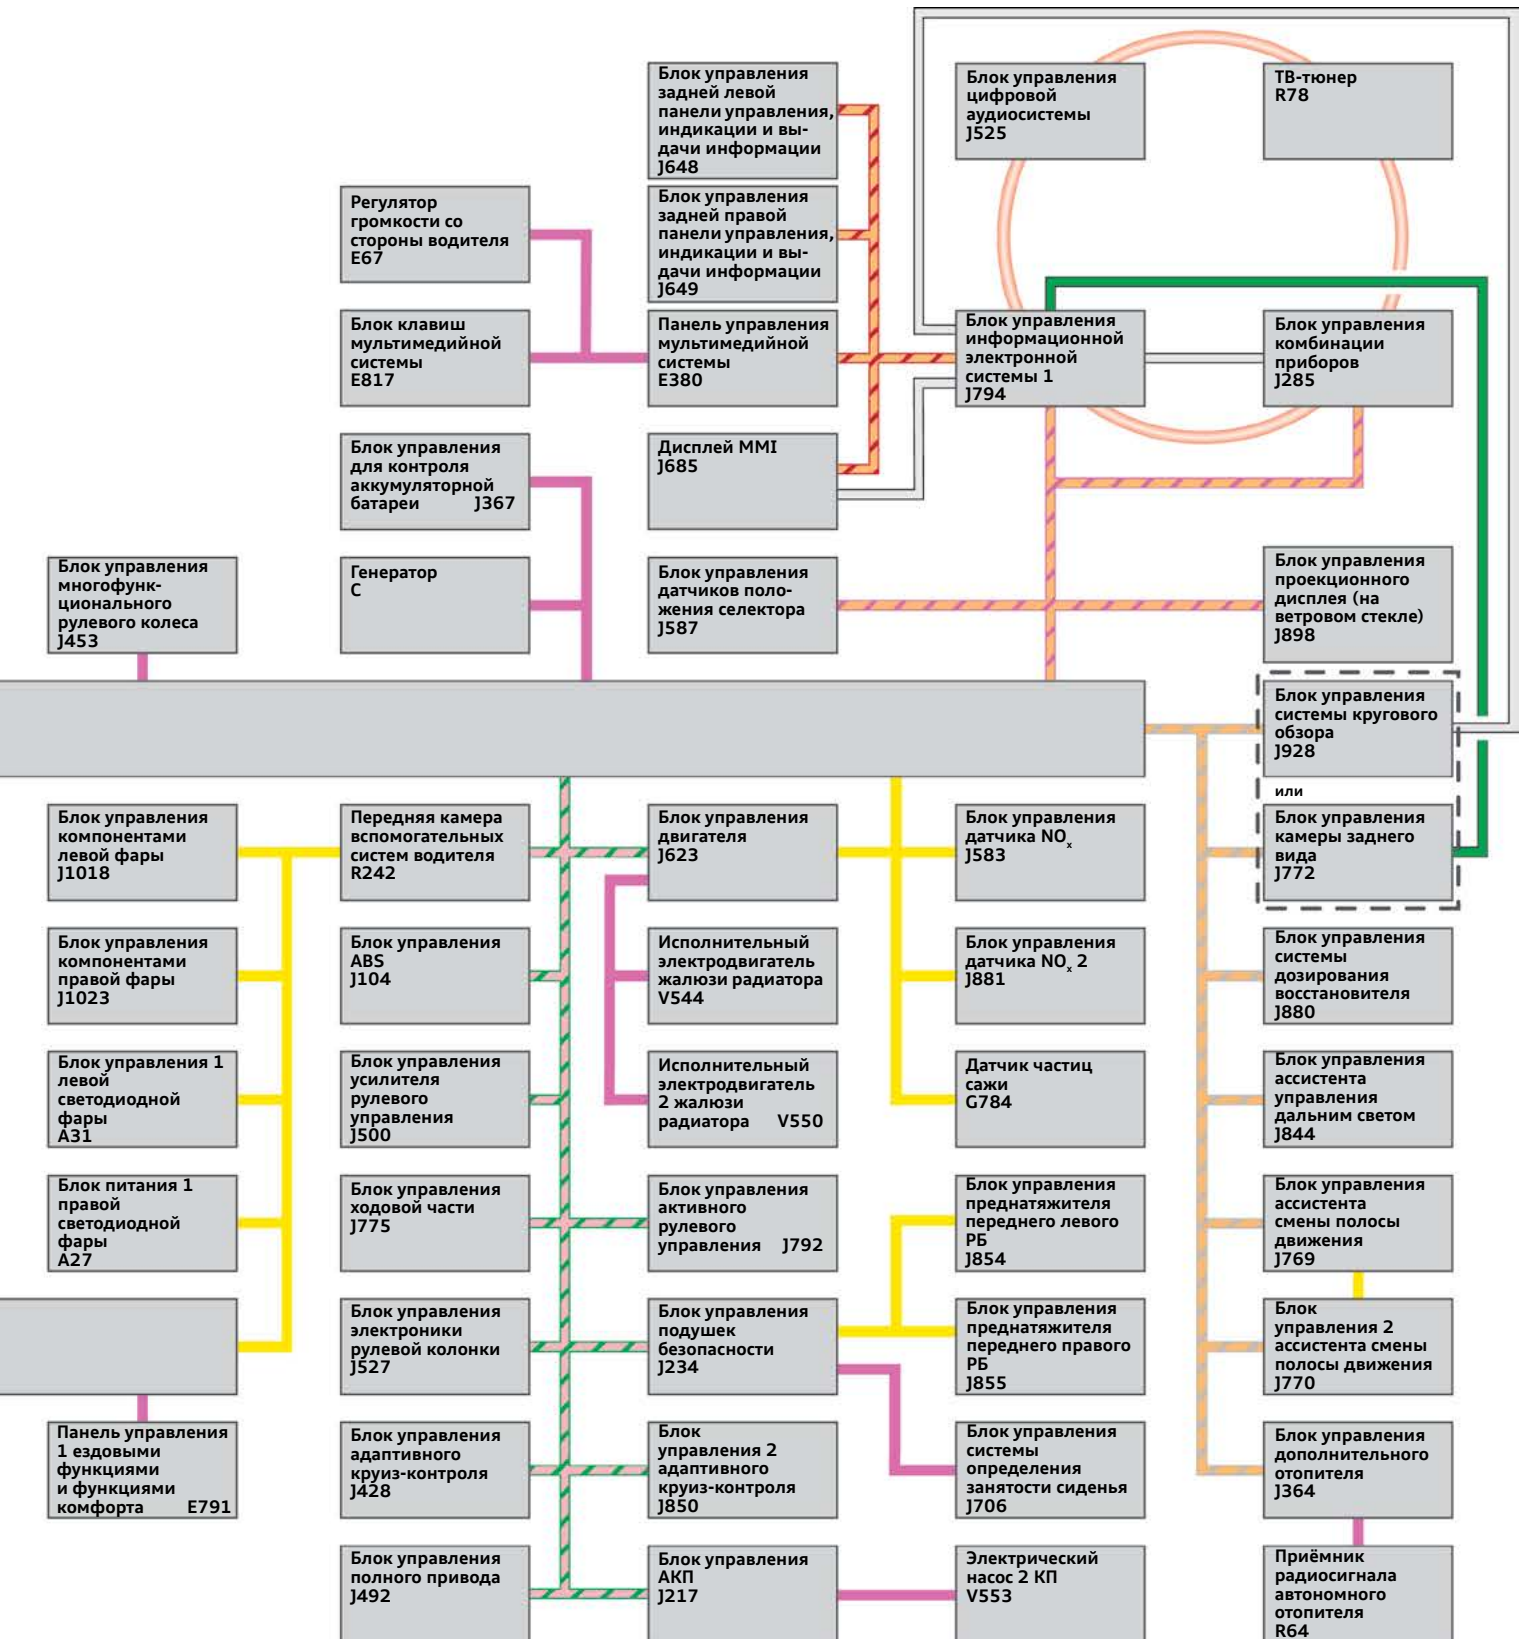 Блок управления
задней левой
панели управления,
индикации и вы-
дачи информации
J648
Блок управления
цифровой
аудиосистемы
J525
ТВ-тюнер
R78
Регулятор
громкости со
стороны водителя
E67
Блок управления
задней правой
панели управления,
индикации и вы-
дачи информации
J649
Блок клавиш
мультимедийной
системы
E817
Панель управления
мультимедийной
системы
E380
Блок управления
информационной
электронной
системы 1
J794
Блок управления
комбинации
приборов
J285
Блок управления
для контроля
аккумуляторной
батареи J367
Дисплей MMI
J685
Блок управления
многофунк-
ционального
рулевого колеса
J453
Генератор
C
Блок управления
датчиков поло-
жения селектора
J587
Блок управления
проекционного
дисплея (на
ветровом стекле)
J898
Блок управления
системы кругового
обзора
J928
или
Блок управления
компонентами
левой фары
J1018
Передняя камера
вспомогательных
систем водителя
R242
Блок управления
двигателя
J623
Блок управления
датчика NOx
J583
Блок управления
камеры заднего
вида
J772
Блок управления
компонентами
правой фары
J1023
Блок управления
ABS
J104
Исполнительный
электродвигатель
жалюзи радиатора
V544
Блок управления
датчика NOx 2
J881
Блок управления
системы
дозирования
восстановителя
J880
Блок управления 1
левой
светодиодной
фары
A31
Блок управления
усилителя
рулевого
управления
J500
Исполнительный
электродвигатель
2 жалюзи
радиатора V550
Датчик частиц
сажи
G784
Блок управления
ассистента
управления
дальним светом
J844
Блок питания 1
правой
светодиодной
фары
A27
Блок управления
ходовой части
J775
Блок управления
активного
рулевого
управления J792
Блок управления
преднатяжителя
переднего левого
РБ
J854
Блок управления
ассистента
смены полосы
движения
J769
Блок управления
электроники
рулевой колонки
J527
Блок управления
подушек
безопасности
J234
Блок управления
преднатяжителя
переднего правого
РБ
J855
Блок
управления 2
ассистента смены
полосы движения
J770
Панель управления
1 ездовыми
функциями
и функциями
комфорта E791
Блок управления
адаптивного
круиз-контроля
J428
Блок
управления 2
адаптивного
круиз-контроля
J850
Блок управления
системы
определения
занятости сиденья
J706
Блок управления
дополнительного
отопителя
J364
Блок управления
полного привода
J492
Блок управления
АКП
J217
Электрический
насос 2 КП
V553
Приёмник
радиосигнала
автономного
отопителя
R64